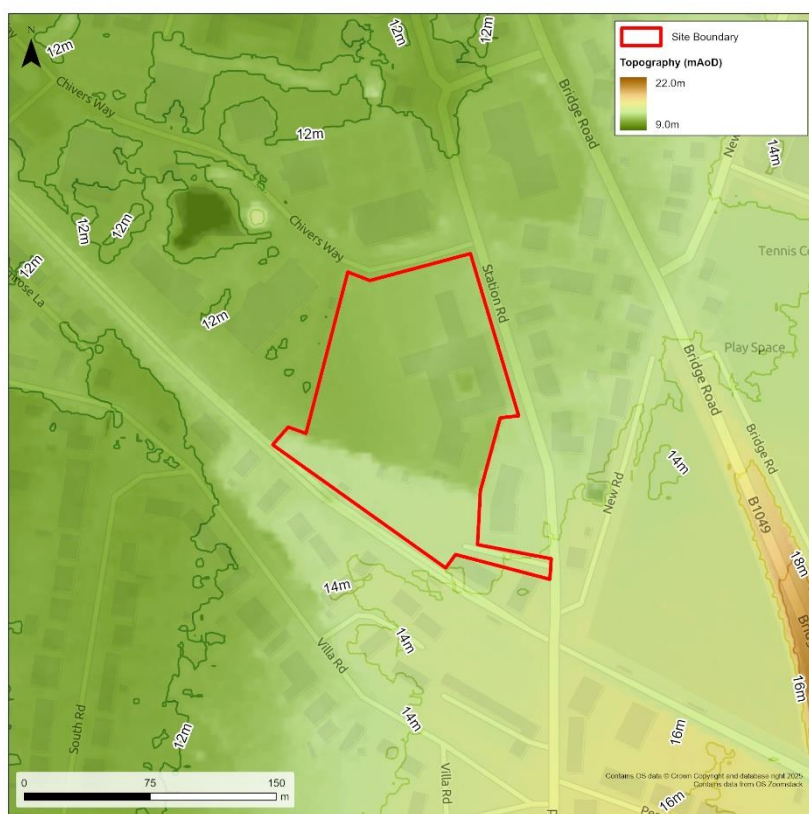 N
Site Boundary
Topography (mAoD)
22.0m
9.0m
12m
12m
12m
Chivers Way
12m
Bridge Road
New
14m
12m
12m
12m
Chivers Way
Tennis Co
12m
Station Rd
12m
Play Space
Bridge Road
Bridge Rd
14m
New Rd
B1049
18m
14m
14m
Villa Rd
16m
South Rd
12m
14m
16m
Villa Rd
16m
0 75 150
m
Contains OS data © Crown Copyright and database right 2025
Contains data from OS Zoomstack